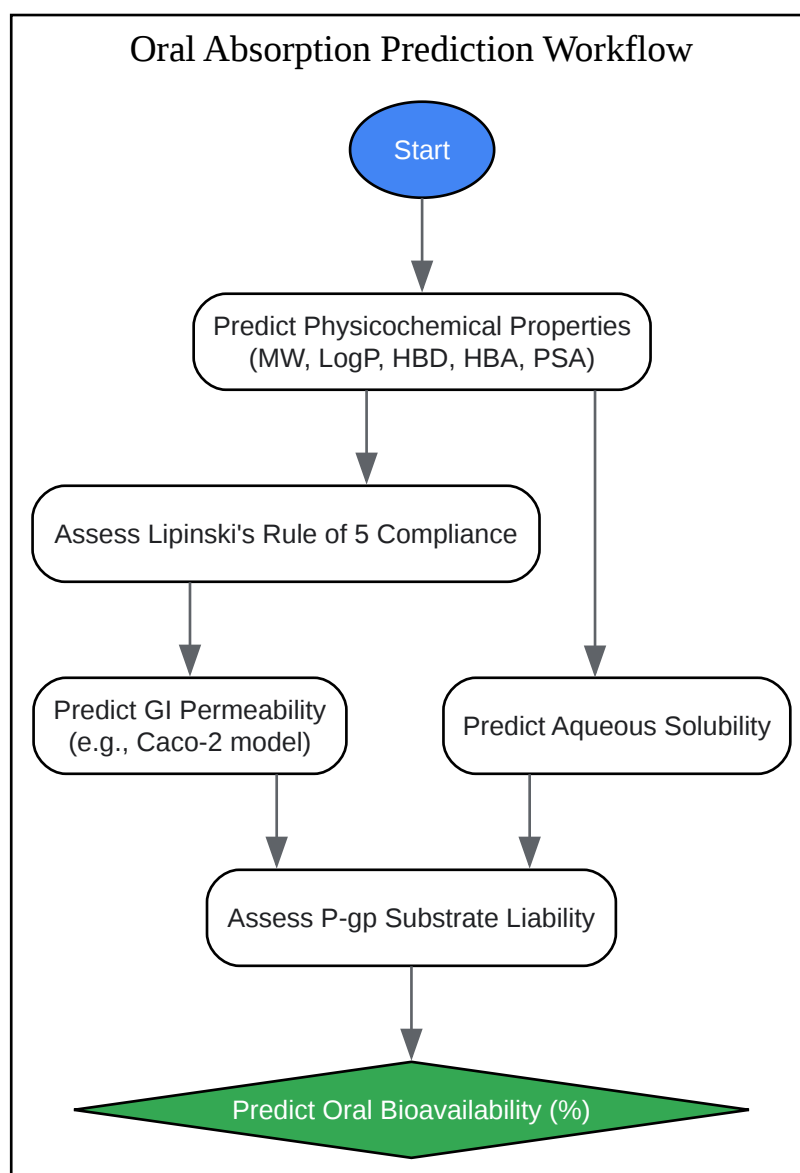 Oral Absorption Prediction Workflow
Start
Predict Physicochemical Properties
(MW, LogP, HBD, HBA, PSA)
Assess Lipinski's Rule of 5 Compliance
Predict GI Permeability
(e.g., Caco-2 model)
Predict Aqueous Solubility
Assess P-gp Substrate Liability
Predict Oral Bioavailability (%)